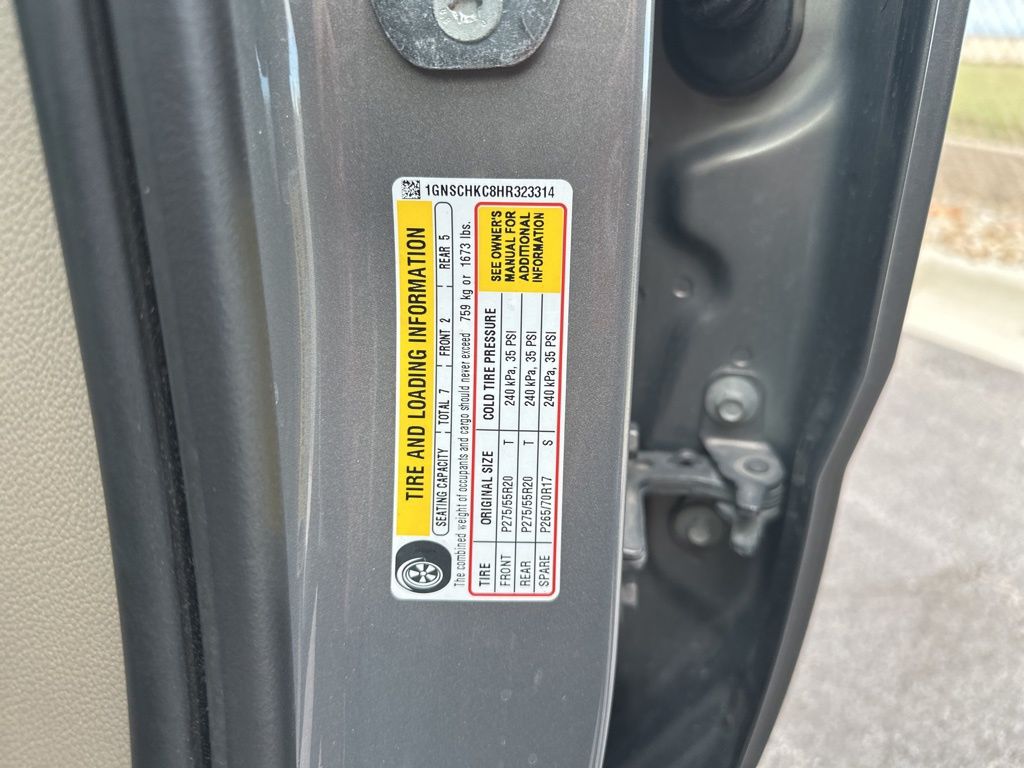 1GNSCHKC8HR323314
TIRE AND LOADING INFORMATION
SEATING CAPACITY TOTAL 7 FRONT 2 REAR 5
The combined weight of occupants and cargo should never exceed 759 kg or 1673 lbs.
TIRE ORIGINAL SIZE COLD TIRE PRESSURE
FRONT P275/55R20 T 240 kPa, 35 PSI
REAR P275/55R20 T 240 kPa, 35 PSI
SPARE P265/70R17 S 240 kPa, 35 PSI
SEE OWNER'S
MANUAL FOR
ADDITIONAL
INFORMATION